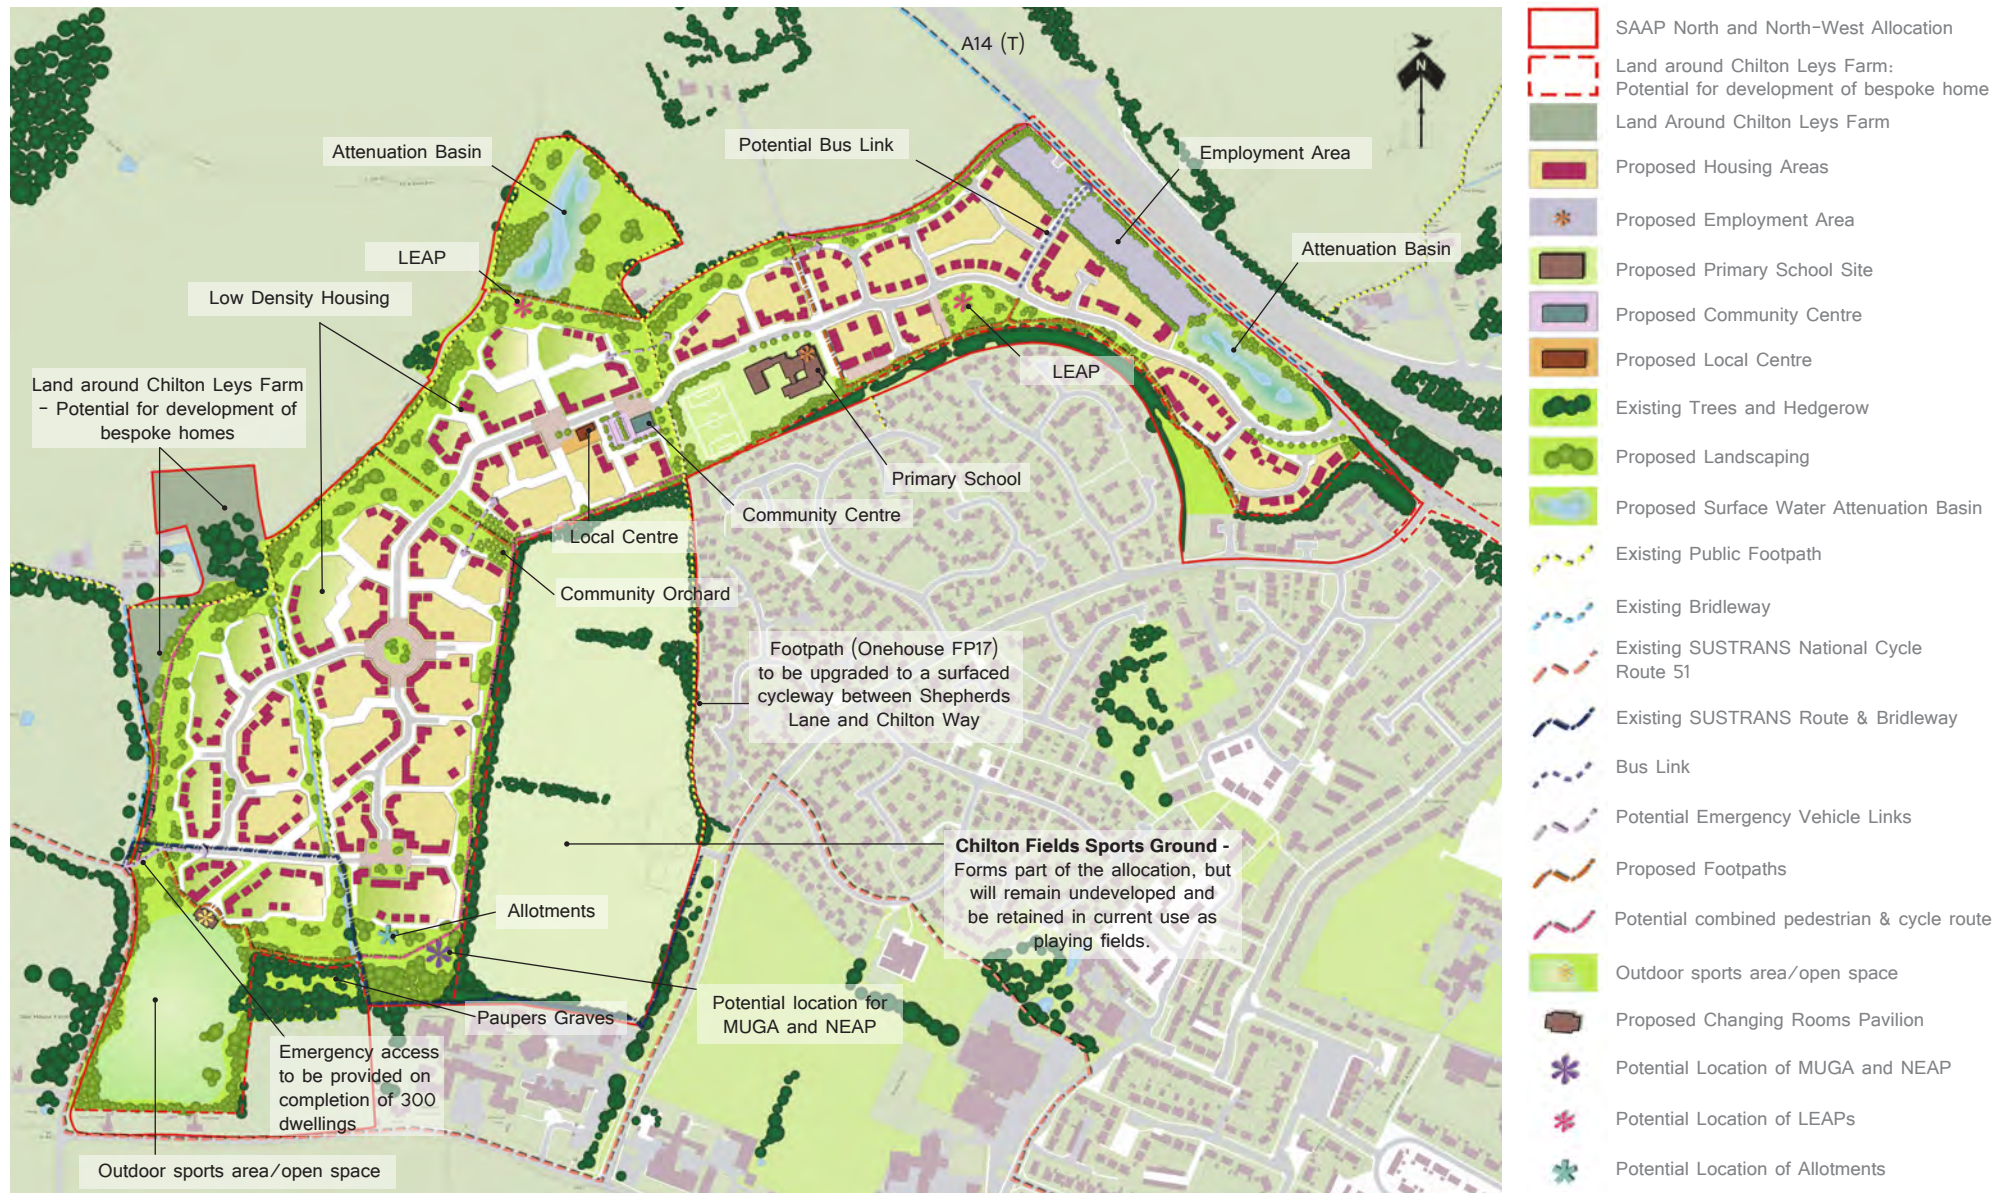 A14 (T)
N
Attenuation Basin
Potential Bus Link
Employment Area
Attenuation Basin
LEAP
Low Density Housing
LEAP
Land around Chilton Leys Farm
- Potential for development of
bespoke homes
Primary School
Community Centre
Local Centre
Community Orchard
Footpath (Onehouse FP17)
to be upgraded to a surfaced
cycleway between Shepherds
Lane and Chilton Way
Chilton Fields Sports Ground -
Forms part of the allocation, but
will remain undeveloped and
be retained in current use as
playing fields.
Allotments
Potential location for
MUGA and NEAP
Paupers Graves
Emergency access
to be provided on
completion of 300
dwellings
Outdoor sports area/open space
SAAP North and North-West Allocation
Land around Chilton Leys Farm:
Potential for development of bespoke home
Land Around Chilton Leys Farm
Proposed Housing Areas
Proposed Employment Area
Proposed Primary School Site
Proposed Community Centre
Proposed Local Centre
Existing Trees and Hedgerow
Proposed Landscaping
Proposed Surface Water Attenuation Basin
Existing Public Footpath
Existing Bridleway
Existing SUSTRANS National Cycle
Route 51
Existing SUSTRANS Route & Bridleway
Bus Link
Potential Emergency Vehicle Links
Proposed Footpaths
Potential combined pedestrian & cycle route
Outdoor sports area/open space
Proposed Changing Rooms Pavilion
Potential Location of MUGA and NEAP
Potential Location of LEAPs
Potential Location of Allotments